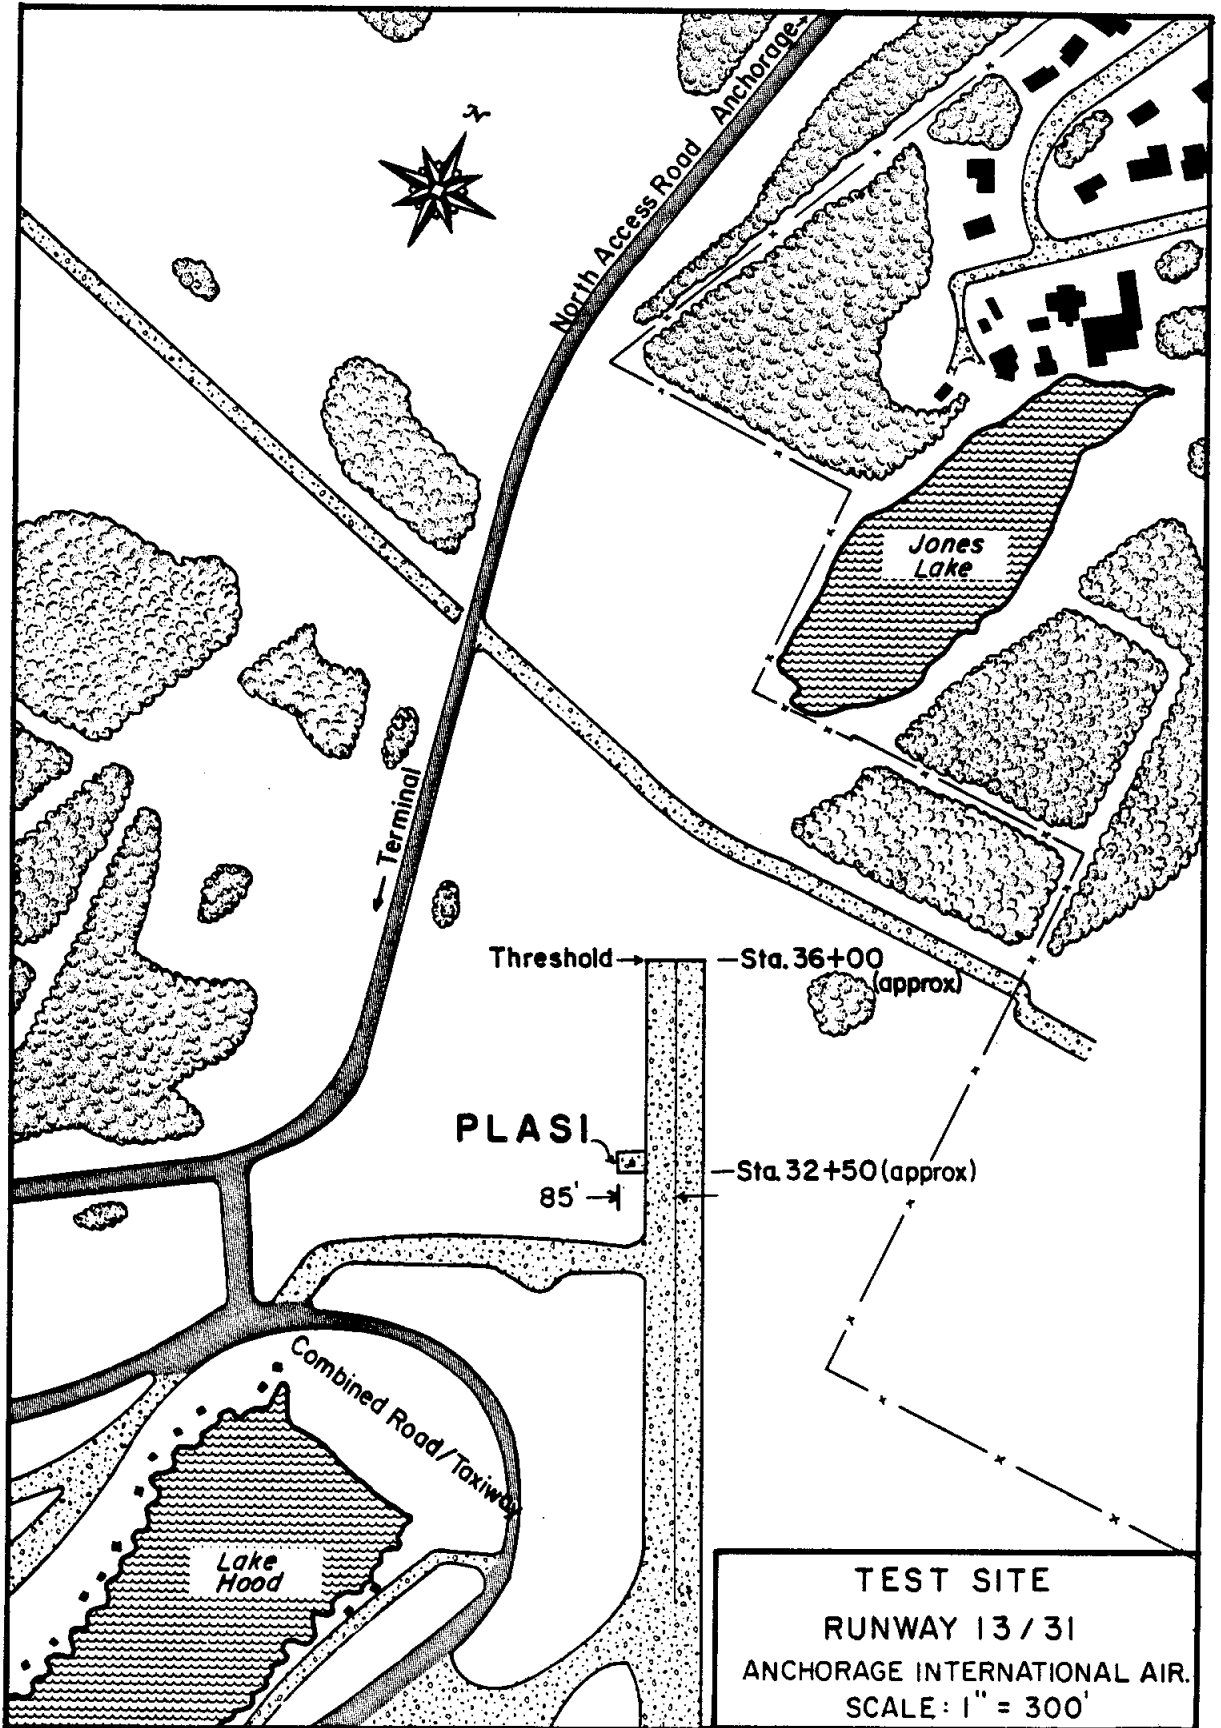 N
Anchorage
North Access Road
Jones
Lake
Terminal
Threshold
Sta. 36+00
(approx)
PLASI
Sta. 32+50 (approx)
85'
Combined Road/Taxiway
Lake
Hood
TEST SITE
RUNWAY 13/31
ANCHORAGE INTERNATIONAL AIR.
SCALE: 1" = 300'